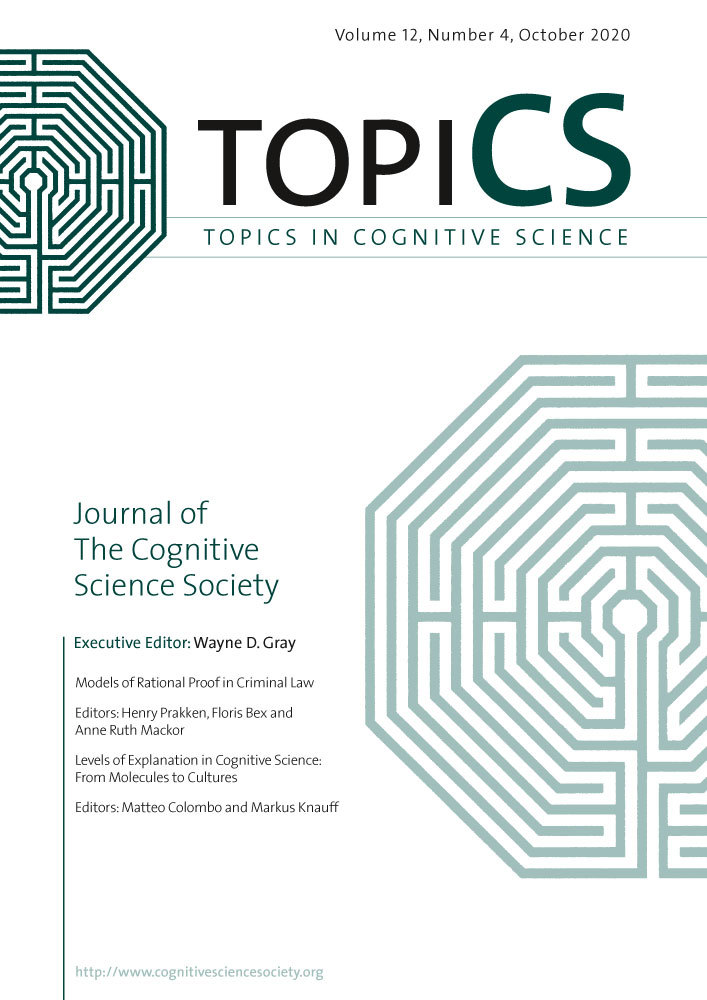 Volume 12, Number 4, October 2020
TOPICS
TOPICS IN COGNITIVE SCIENCE
Journal of
The Cognitive
Science Society
Executive Editor: Wayne D. Gray
Models of Rational Proof in Criminal Law
Editors: Henry Prakken, Floris Bex and
Anne Ruth Mackor
Levels of Explanation in Cognitive Science:
From Molecules to Cultures
Editors: Matteo Colombo and Markus Knauff
http://www.cognitivesciencesociety.org